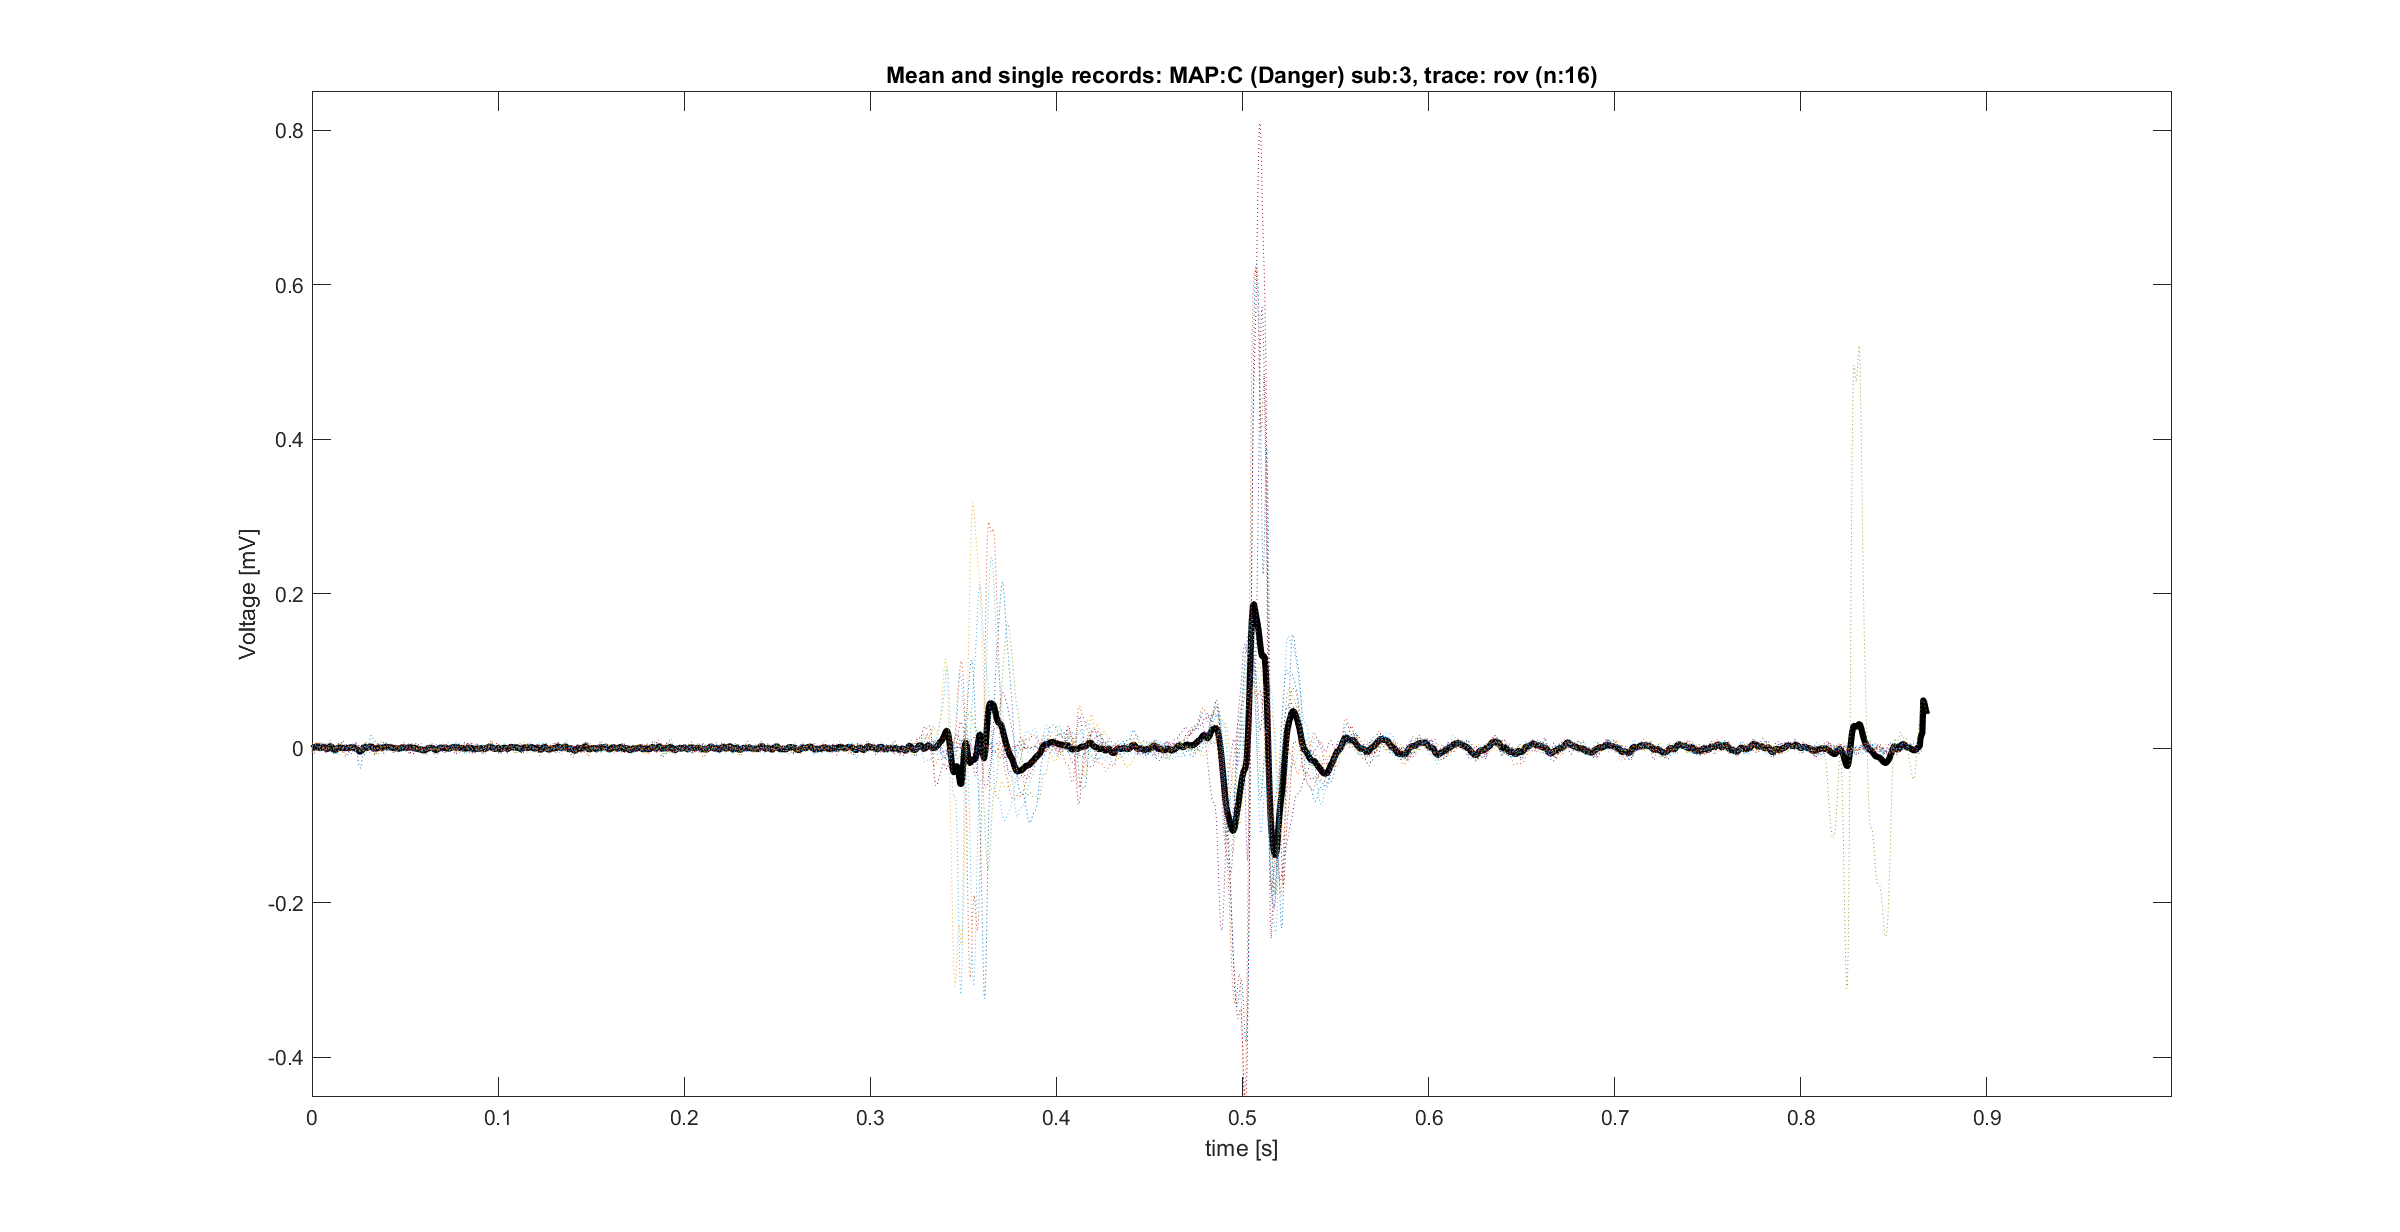 Mean and single records: MAP:C (Danger) sub:3, trace: rov (n:16)
0.8
0.6
0.4
0.2
0
-0.2
-0.4
Voltage [mV]
0 0.1 0.2 0.3 0.4 0.5 0.6 0.7 0.8 0.9
time [s]